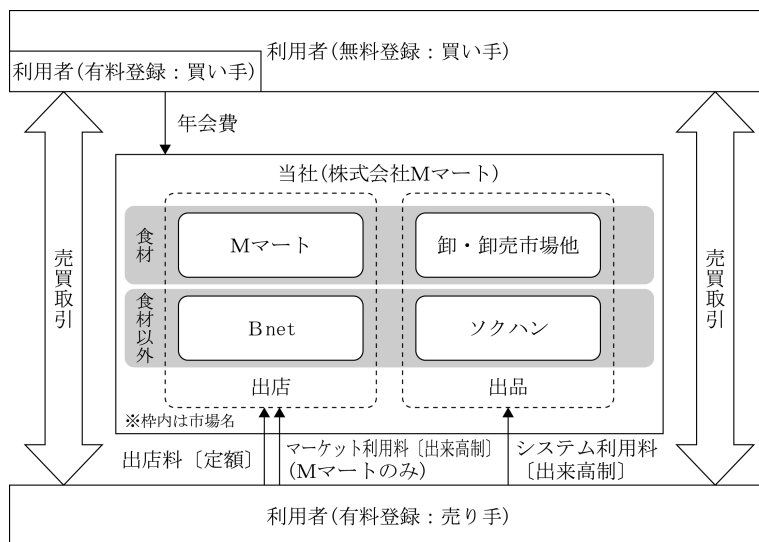 利用者(無料登録：買い手)
利用者(有料登録：買い手)
年会費
売買取引
売買取引
当社(株式会社Mマート)
食材
Mマート
卸・卸売市場他
食材以外
Bnet
ソクハン
出店
出品
※枠内は市場名
出店料〔定額〕
マーケット利用料〔出来高制〕
(Mマートのみ)
システム利用料
〔出来高制〕
利用者(有料登録：売り手)